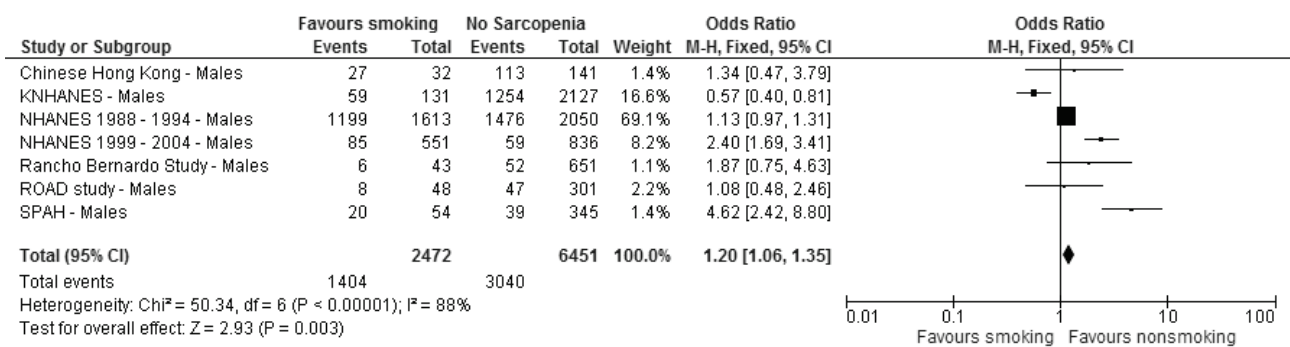 Favours smoking No Sarcopenia Odds Ratio Odds Ratio
Study or Subgroup Events Total Events Total Weight M-H, Fixed, 95% CI M-H, Fixed, 95% CI
Chinese Hong Kong - Males 27 32 113 141 1.4% 1.34 [0.47, 3.79]
KNHANES - Males 59 131 1254 2127 16.6% 0.57 [0.40, 0.81]
NHANES 1988 - 1994 - Males 1199 1613 1476 2050 69.1% 1.13 [0.97, 1.31]
NHANES 1999 - 2004 - Males 85 551 59 836 8.2% 2.40 [1.69, 3.41]
Rancho Bernardo Study - Males 6 43 52 651 1.1% 1.87 [0.75, 4.63]
ROAD study - Males 8 48 47 301 2.2% 1.08 [0.48, 2.46]
SPAH - Males 20 54 39 345 1.4% 4.62 [2.42, 8.80]
Total (95% CI) 2472 6451 100.0% 1.20 [1.06, 1.35]
Total events 1404 3040
Heterogeneity: Chi² = 50.34, df = 6 (P < 0.00001); I² = 88%
Test for overall effect: Z = 2.93 (P = 0.003)
0.01 0.1 1 10 100
Favours smoking Favours nonsmoking